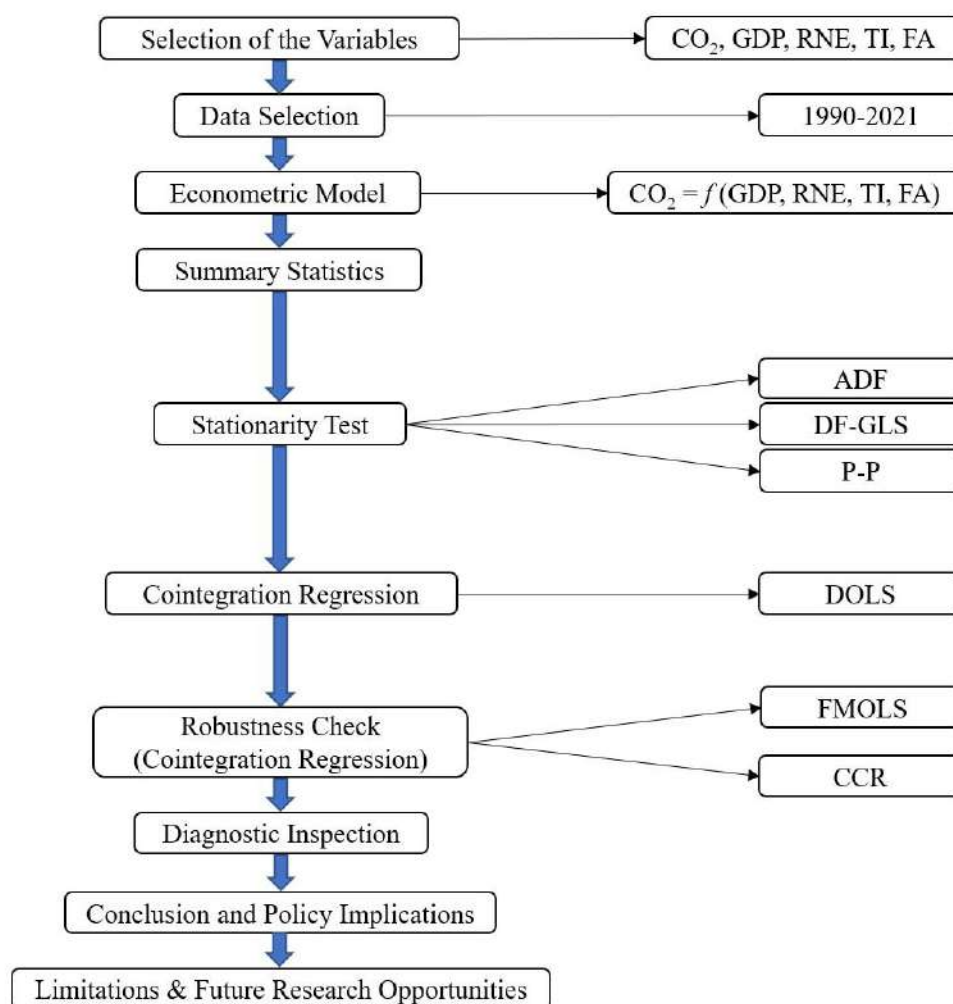 Selection of the Variables
CO₂, GDP, RNE, TI, FA
Data Selection
1990-2021
Econometric Model
CO₂ = f (GDP, RNE, TI, FA)
Summary Statistics
Stationarity Test
ADF
DF-GLS
P-P
Cointegration Regression
DOLS
Robustness Check
(Cointegration Regression)
FMOLS
CCR
Diagnostic Inspection
Conclusion and Policy Implications
Limitations & Future Research Opportunities